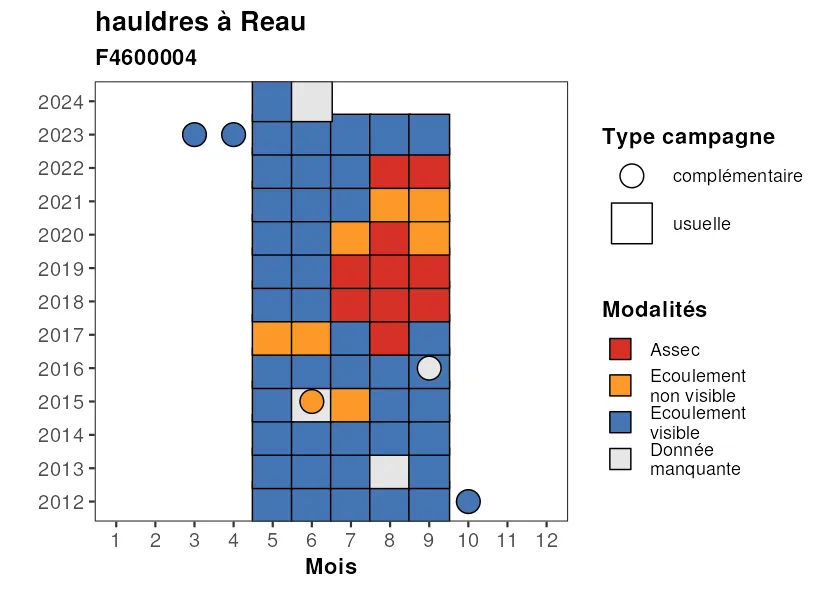 hauldres à Reau
F4600004
2024
2023
2022
2021
2020
2019
2018
2017
2016
2015
2014
2013
2012
1 2 3 4 5 6 7 8 9 10 11 12
Mois
Type campagne
complémentaire
usuelle
Modalités
Assec
Ecoulement
non visible
Ecoulement
visible
Donnée
manquante